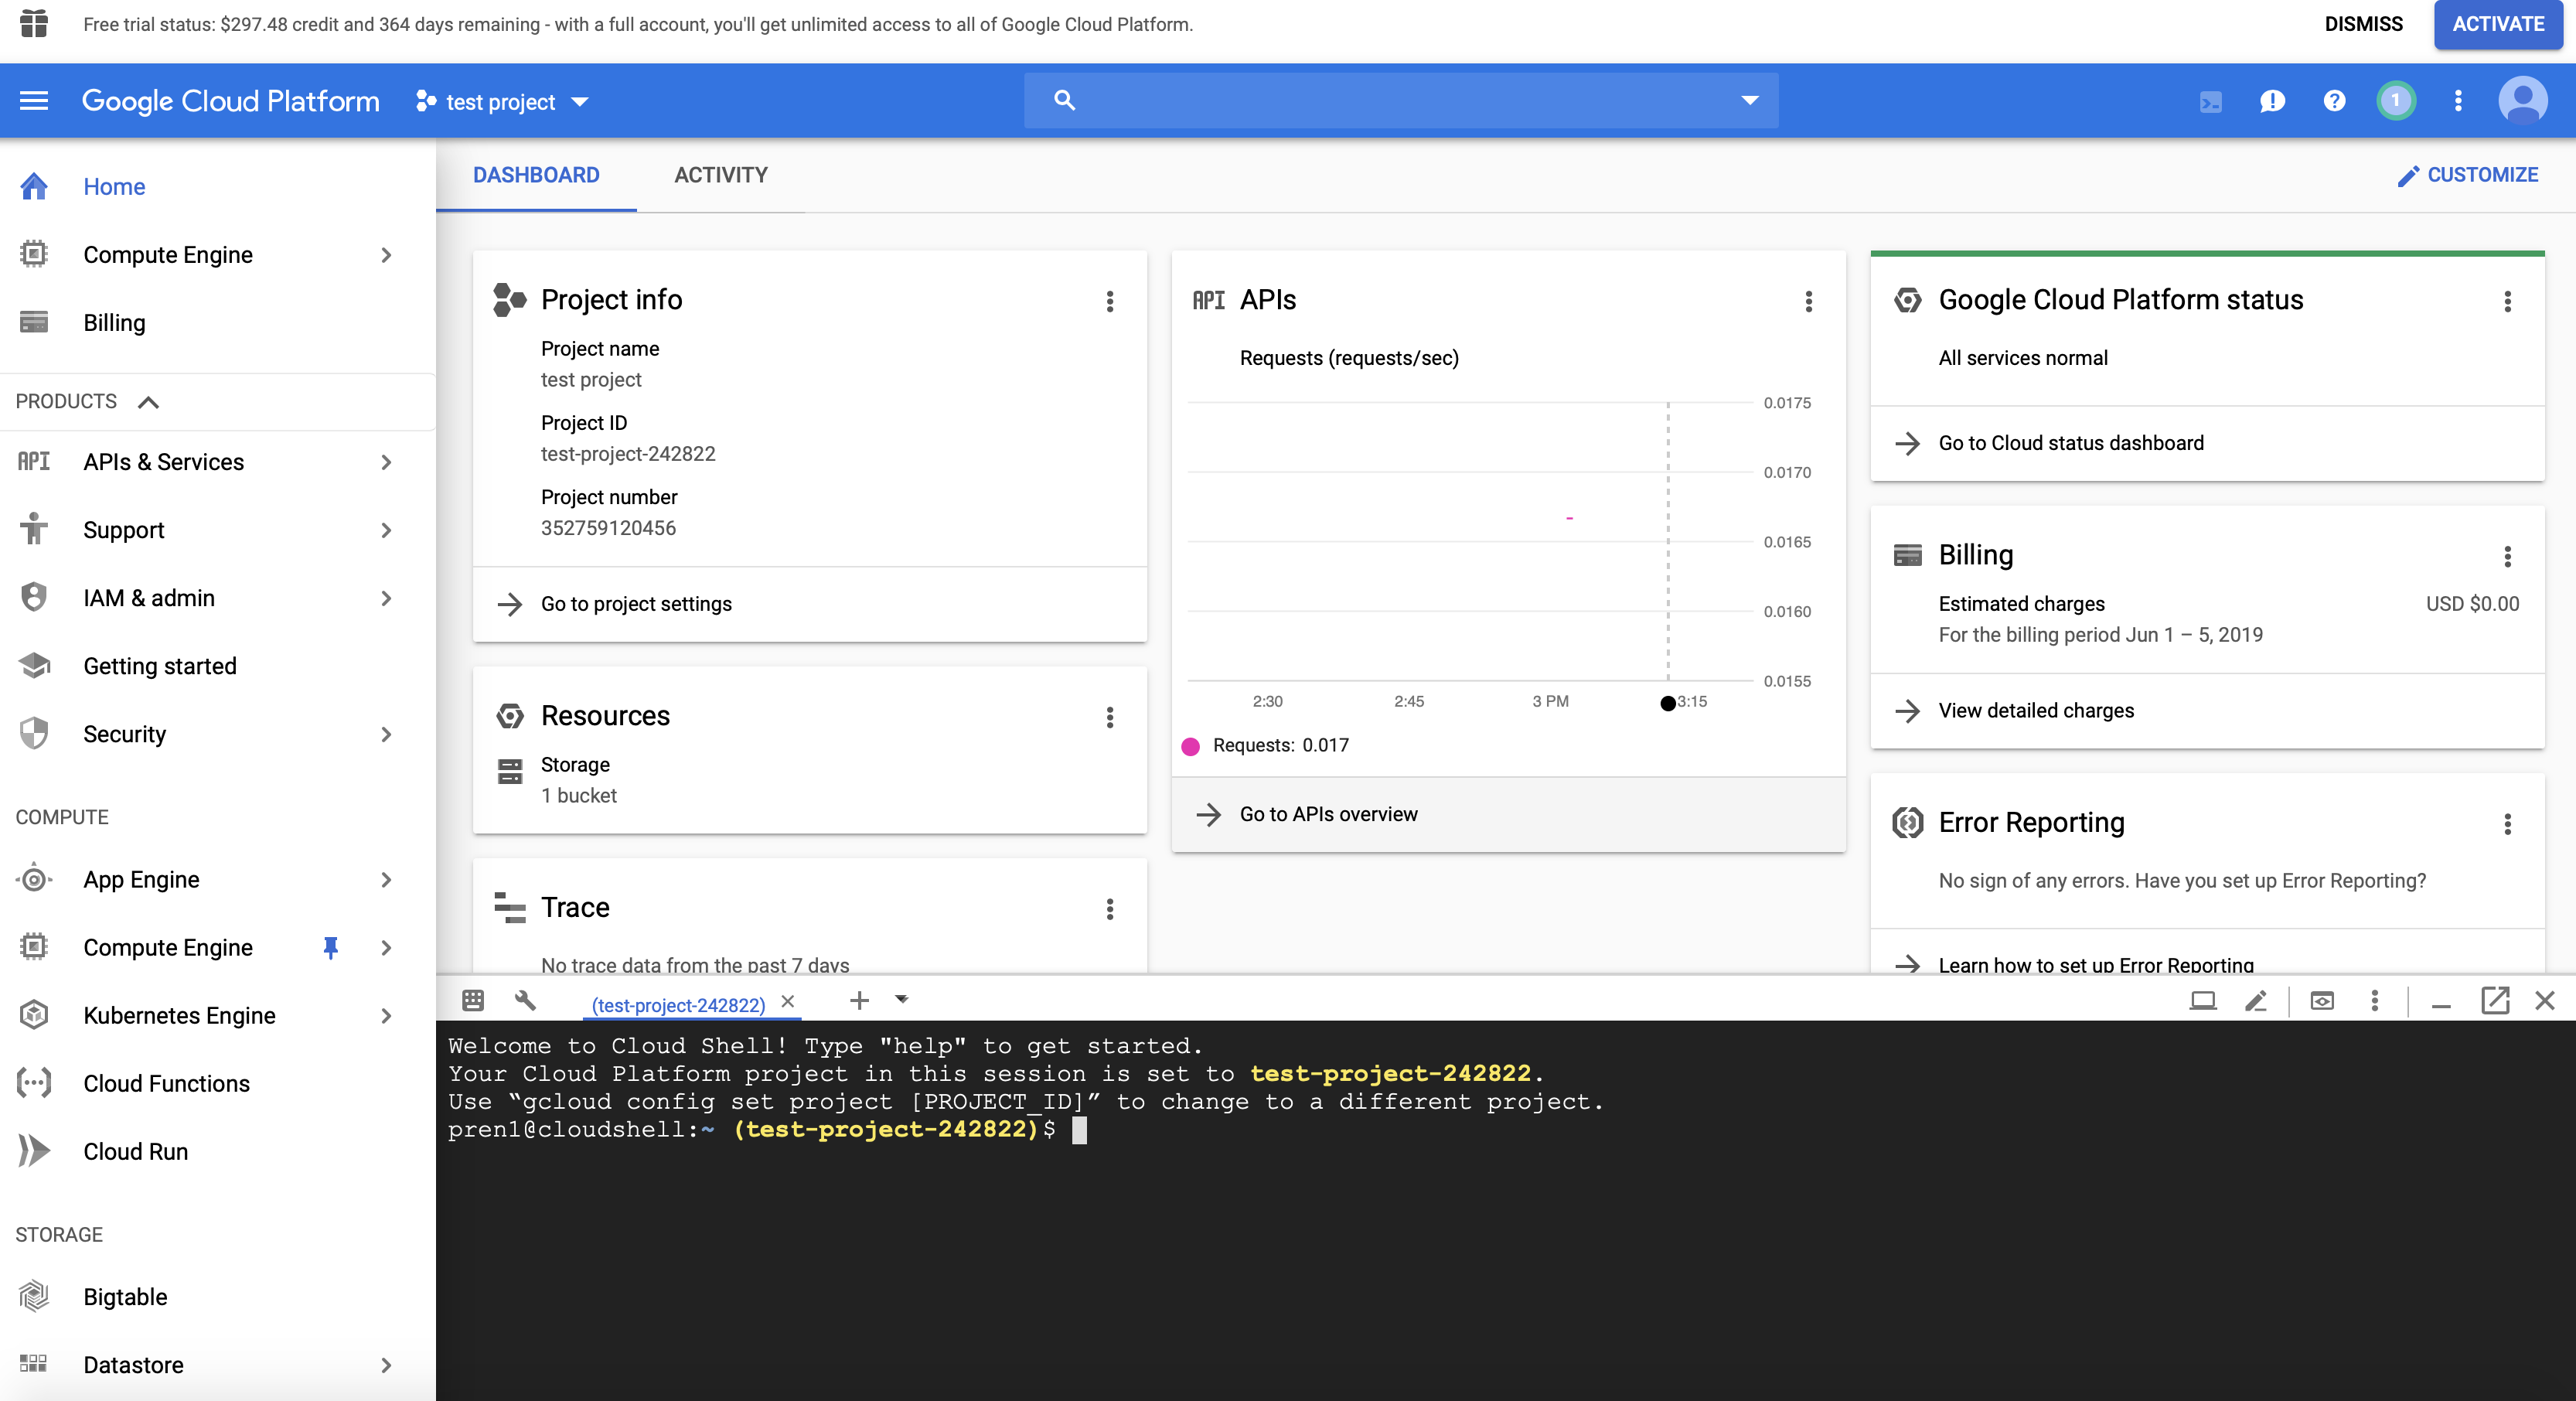 Free trial status: $297.48 credit and 364 days remaining - with a full account, you'll get unlimited access to all of Google Cloud Platform.
DISMISS
ACTIVATE
Google Cloud Platform
test project
1
Home
Compute Engine
Billing
PRODUCTS
API APIs & Services
Support
IAM & admin
Getting started
Security
COMPUTE
App Engine
Compute Engine
Kubernetes Engine
Cloud Functions
Cloud Run
STORAGE
Bigtable
Datastore
DASHBOARD
ACTIVITY
CUSTOMIZE
Project info
Project name
test project
Project ID
test-project-242822
Project number
352759120456
Go to project settings
Resources
Storage
1 bucket
Trace
No trace data from the past 7 days
API APIs
Requests (requests/sec)
0.0175
0.0170
0.0165
0.0160
0.0155
2:30 2:45 3 PM 3:15
Requests: 0.017
Go to APIs overview
Google Cloud Platform status
All services normal
Go to Cloud status dashboard
Billing
Estimated charges USD $0.00
For the billing period Jun 1 – 5, 2019
View detailed charges
Error Reporting
No sign of any errors. Have you set up Error Reporting?
Learn how to set up Error Reporting
(test-project-242822)
Welcome to Cloud Shell! Type "help" to get started.
Your Cloud Platform project in this session is set to test-project-242822.
Use “gcloud config set project [PROJECT_ID]” to change to a different project.
pren1@cloudshell:~ (test-project-242822)$